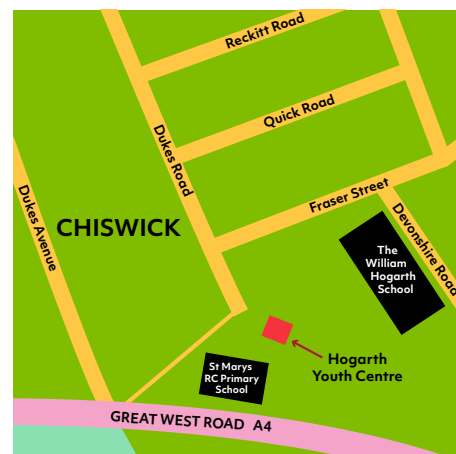 Reckitt Road
Quick Road
Dukes Road
Fraser Street
Dukes Avenue
CHISWICK
Devonshire Road
The
William
Hogarth
School
Hogarth
Youth Centre
St Marys
RC Primary
School
GREAT WEST ROAD A4